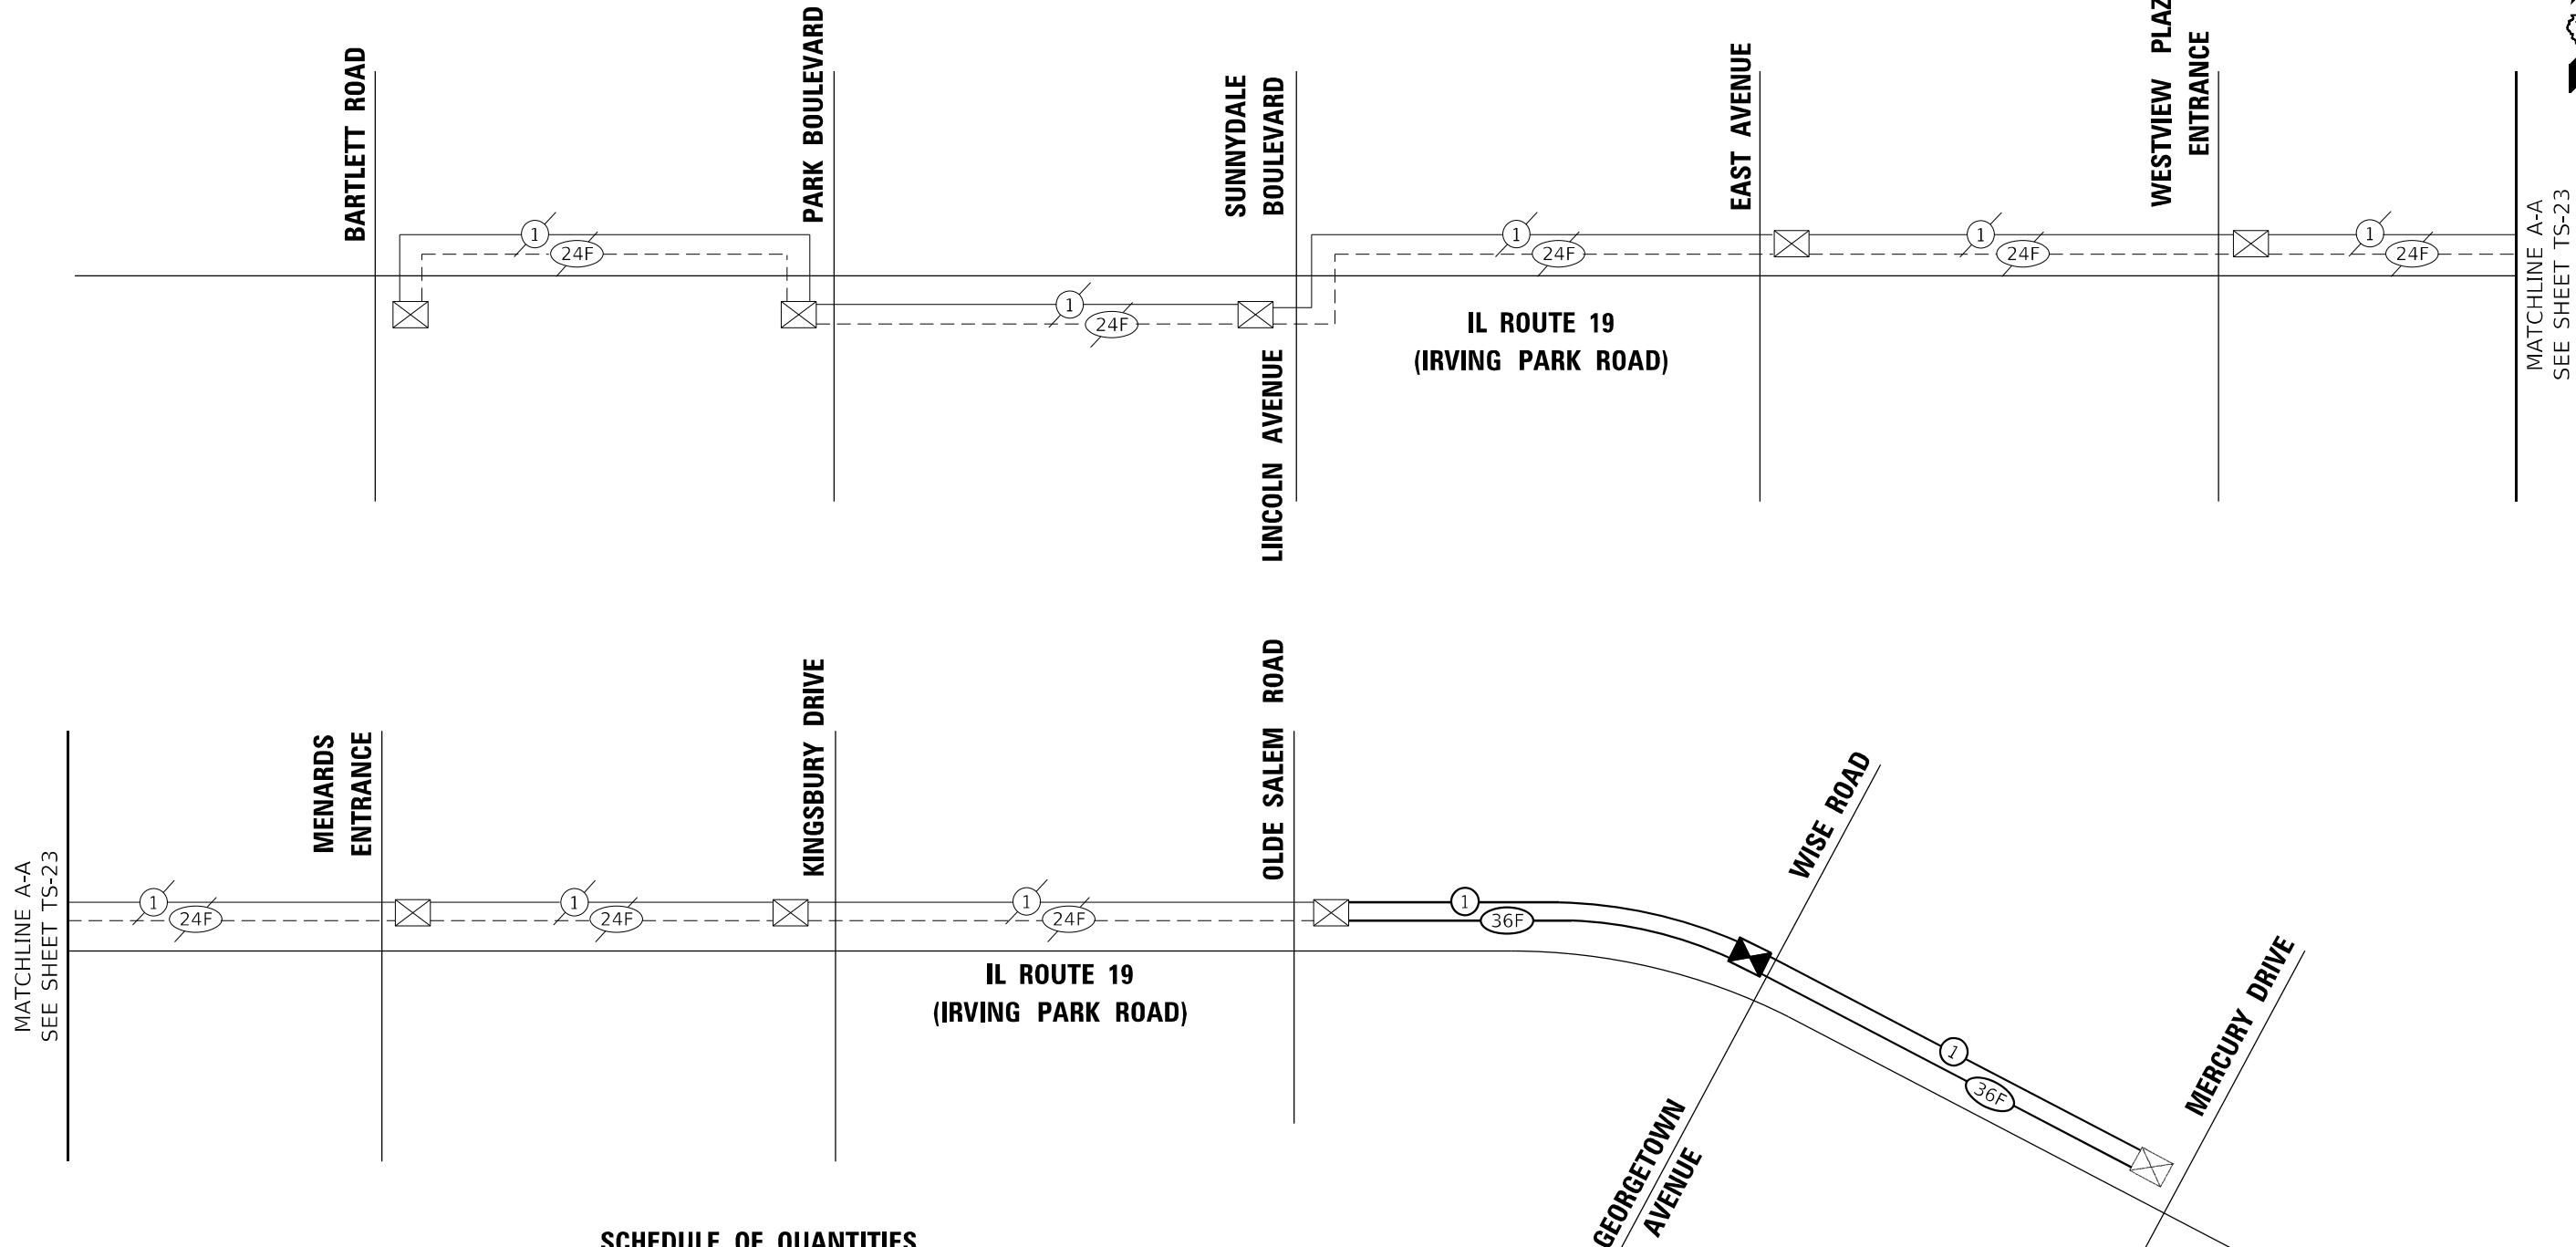 BARTLETT ROAD
PARK BOULEVARD
SUNNYDALE
BOULEVARD
EAST AVENUE
WESTVIEW
ENTRANCE
1
24F
1
24F
1
24F
1
24F
1
24F
LINCOLN AVENUE
IL ROUTE 19
(IRVING PARK ROAD)
MATCHLINE A-A
SEE SHEET TS-23
MATCHLINE A-A
SEE SHEET TS-23
MENARDS
ENTRANCE
KINGSBURY DRIVE
OLDE SALEM ROAD
WISE ROAD
MERCURY DRIVE
1
24F
1
24F
1
24F
1
36F
1
36F
IL ROUTE 19
(IRVING PARK ROAD)
GEORGETOWN
AVENUE
SCHEDULE OF QUANTITIES